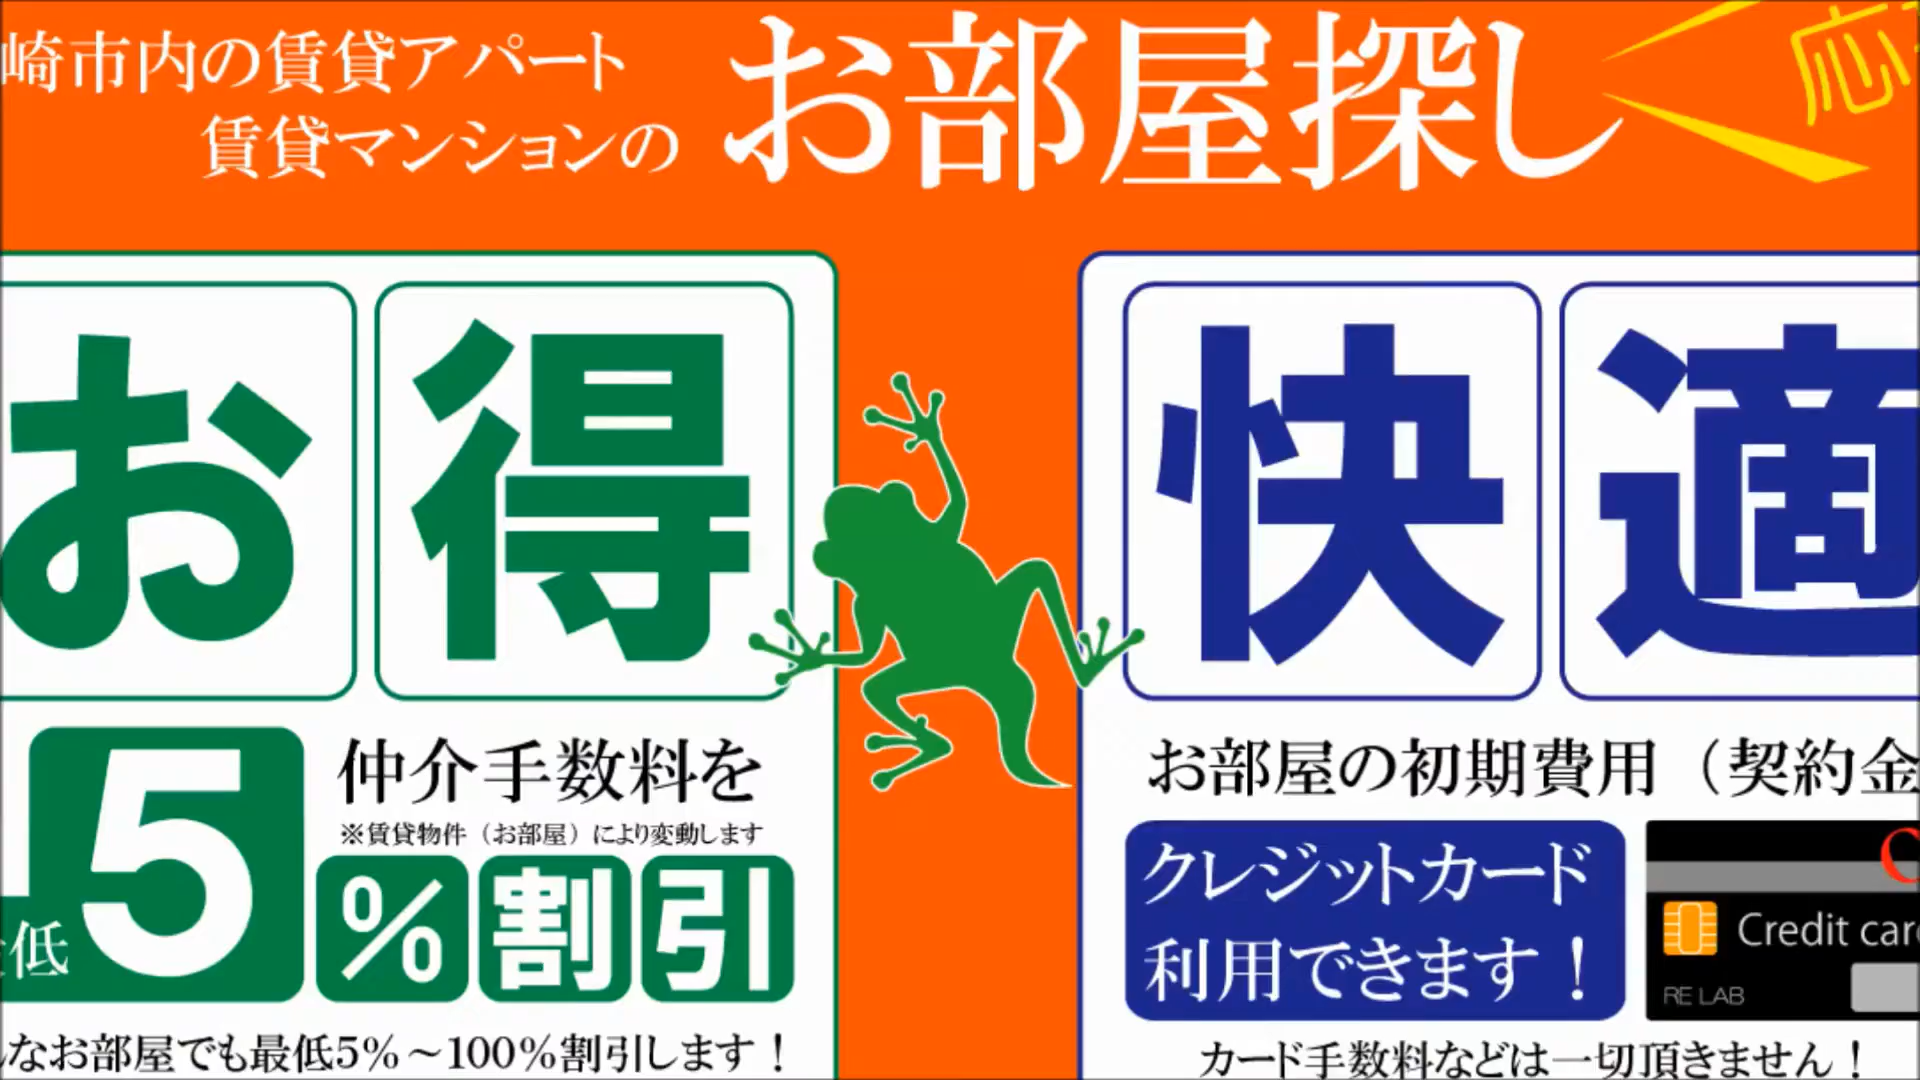 崎市内の賃貸アパート
賃貸マンションの
お部屋探し
応
お得
仲介手数料を
※賃貸物件（お部屋）により変動します
低5%割引
なお部屋でも最低5%～100%割引します！
快適
お部屋の初期費用（契約金
クレジットカード
利用できます！
Credit car
RE LAB
カード手数料などは一切頂きません！